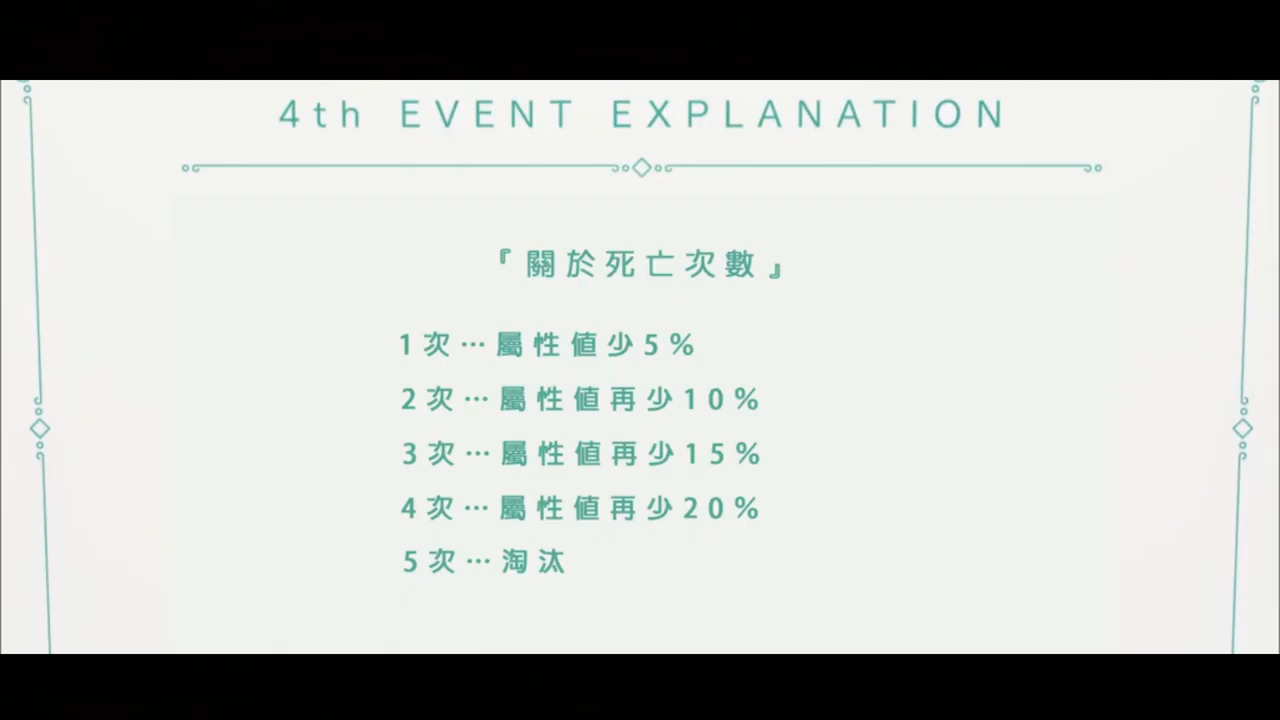 4th EVENT EXPLANATION
『關於死亡次數』
1次…屬性值少5%
2次…屬性值再少10%
3次…屬性值再少15%
4次…屬性值再少20%
5次…淘汰